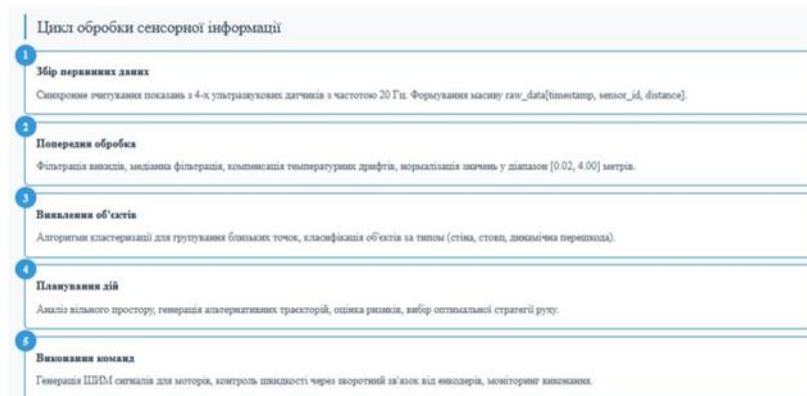 Цикл обробки сенсорної інформації
1
Збір первинних даних
Синхронне зчитування показань з 4-х ультразвукових датчиків з частотою 20 Гц. Формування масиву raw_data[timestamp, sensor_id, distance].
2
Попередня обробка
Фільтрація викидів, медіанна фільтрація, компенсація температурних дрифтів, нормалізація значень у діапазон [0.02, 4.00] метрів.
3
Виявлення об'єктів
Алгоритми кластеризації для групування близьких точок, класифікація об'єктів за типом (стіна, стовп, динамічна перешкода).
4
Планування дій
Аналіз вільного простору, генерація альтернативних траєкторій, оцінка ризиків, вибір оптимальної стратегії руху.
5
Виконання команд
Генерація ШІМ сигналів для моторів, контроль швидкості через зворотний зв'язок від енкодерів, моніторинг виконання.